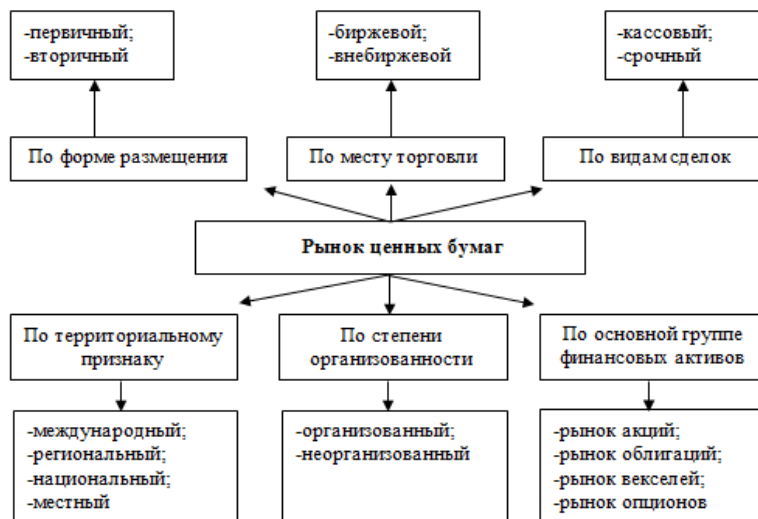 -первичный;
-вторичный
-биржевой;
-внебиржевой
-кассовый;
-срочный
По форме размещения
По месту торговли
По видам сделок
Рынок ценных бумаг
По территориальному
признаку
По степени
организованности
По основной группе
финансовых активов
-международный;
-региональный;
-национальный;
-местный
-организованный;
-неорганизованный
-рынок акций;
-рынок облигаций;
-рынок векселей;
-рынок опционов